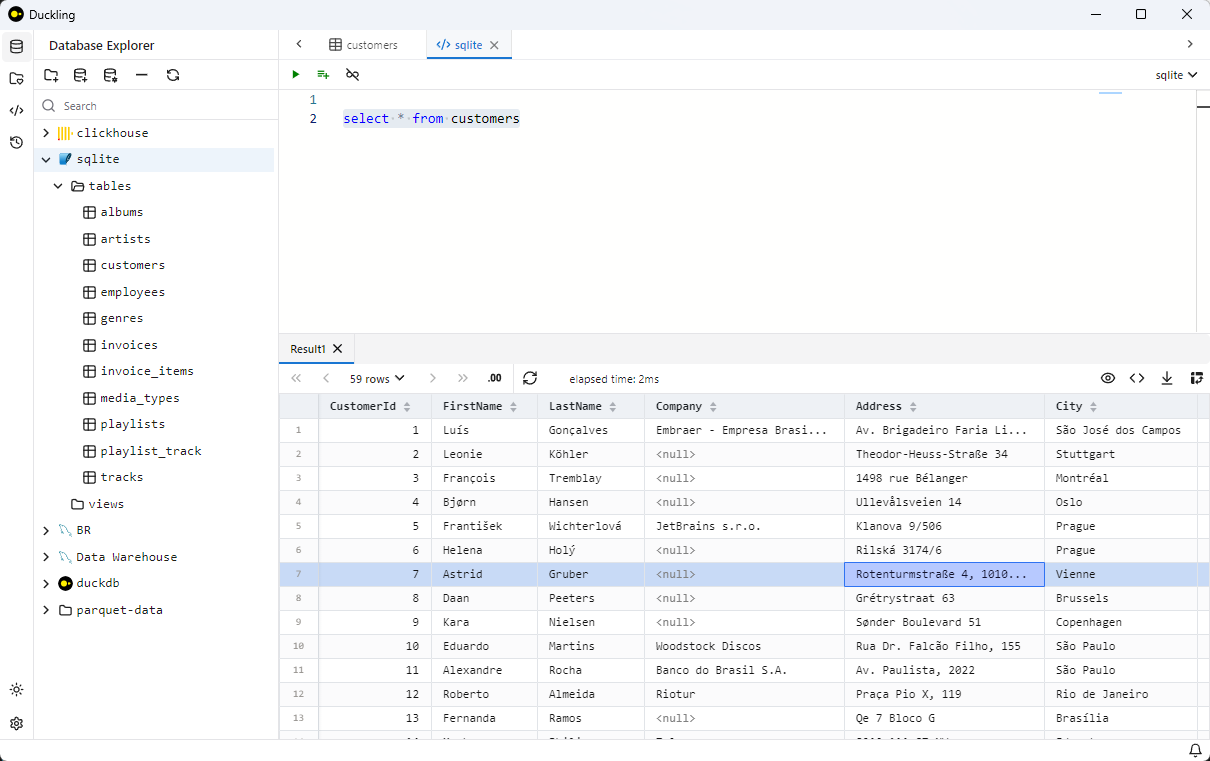 Duckling
Database Explorer
customers
sqlite
sqlite
Search
clickhouse
sqlite
tables
albums
artists
customers
employees
genres
invoices
invoice_items
media_types
playlists
playlist_track
tracks
views
BR
Data Warehouse
duckdb
parquet-data
1
2 select * from customers
Result1
59 rows .00 elapsed time: 2ms
CustomerId FirstName LastName Company Address City
1 1 Luís Gonçalves Embraer - Empresa Brasi... Av. Brigadeiro Faria Li... São José dos Campos
2 2 Leonie Köhler <null> Theodor-Heuss-Straße 34 Stuttgart
3 3 François Tremblay <null> 1498 rue Bélanger Montréal
4 4 Bjørn Hansen <null> Ullevålsveien 14 Oslo
5 5 František Wichterlová JetBrains s.r.o. Klanova 9/506 Prague
6 6 Helena Holý <null> Rilská 3174/6 Prague
7 7 Astrid Gruber <null> Rotenturmstraße 4, 1010... Vienne
8 8 Daan Peeters <null> Grétrystraat 63 Brussels
9 9 Kara Nielsen <null> Sønder Boulevard 51 Copenhagen
10 10 Eduardo Martins Woodstock Discos Rua Dr. Falcão Filho, 155 São Paulo
11 11 Alexandre Rocha Banco do Brasil S.A. Av. Paulista, 2022 São Paulo
12 12 Roberto Almeida Riotur Praça Pio X, 119 Rio de Janeiro
13 13 Fernanda Ramos <null> Qe 7 Bloco G Brasília